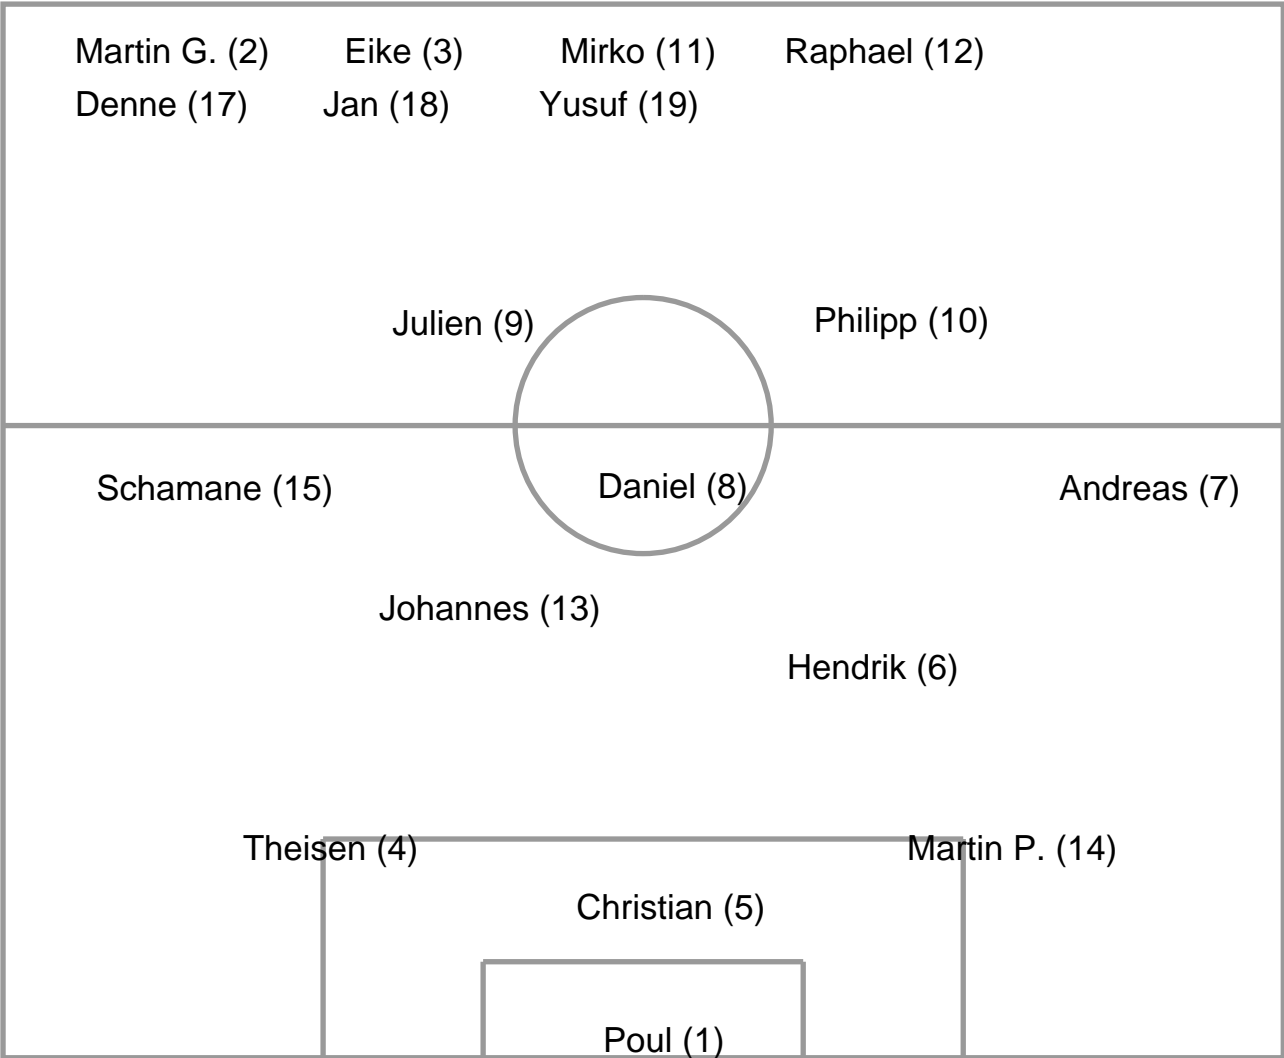 Martin G. (2) Eike (3) Mirko (11) Raphael (12)
Denne (17) Jan (18) Yusuf (19)
Julien (9) Philipp (10)
Schamane (15) Daniel (8) Andreas (7)
Johannes (13)
Hendrik (6)
Theisen (4) Martin P. (14)
Christian (5)
Poul (1)